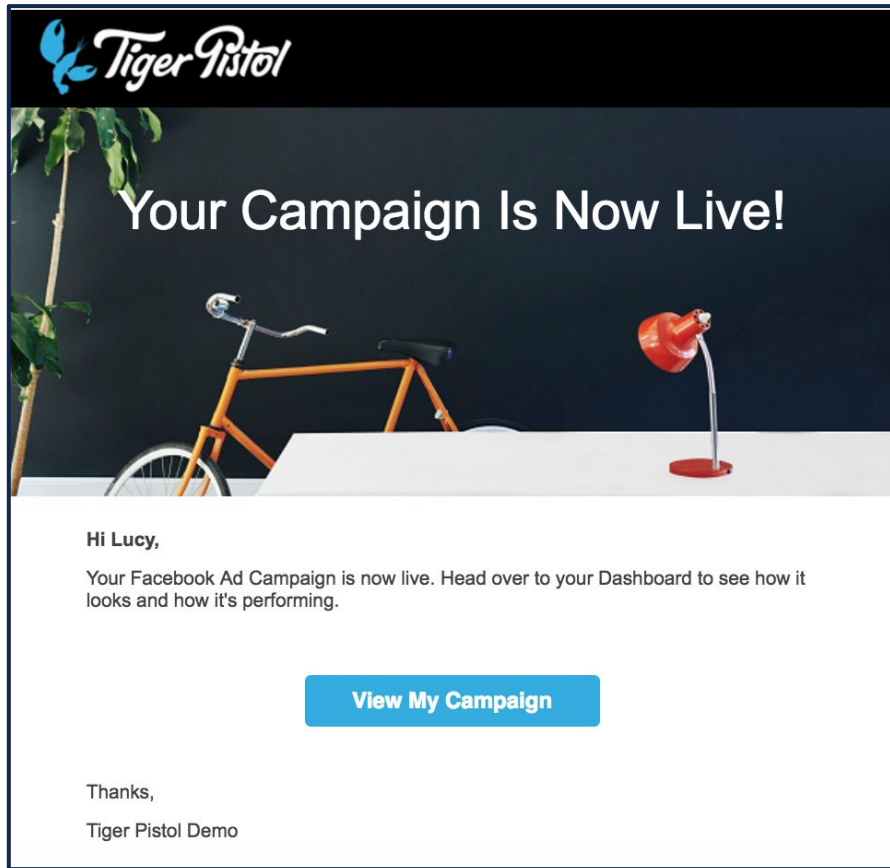 Tiger Pistol
Your Campaign Is Now Live!
Hi Lucy,
Your Facebook Ad Campaign is now live. Head over to your Dashboard to see how it
looks and how it's performing.
View My Campaign
Thanks,
Tiger Pistol Demo